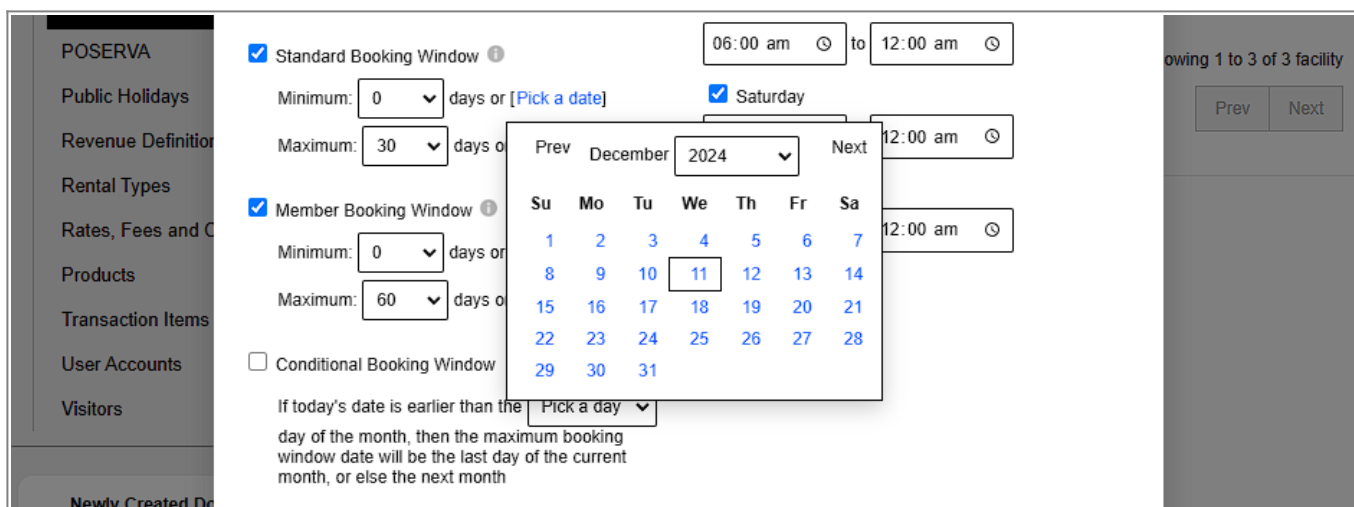 POSERVA
Public Holidays
Revenue Definition
Rental Types
Rates, Fees and
Products
Transaction Items
User Accounts
Visitors
Newly Created
Standard Booking Window
Minimum: 0 days or [Pick a date]
Maximum: 30 days
Member Booking Window
Minimum: 0 days or
Maximum: 60 days
Conditional Booking Window
If today's date is earlier than the Pick a day
day of the month, then the maximum booking
window date will be the last day of the current
month, or else the next month
06:00 am to 12:00 am
Saturday
12:00 am
12:00 am
Prev December 2024 Next
Su Mo Tu We Th Fr Sa
1 2 3 4 5 6 7
8 9 10 11 12 13 14
15 16 17 18 19 20 21
22 23 24 25 26 27 28
29 30 31
owing 1 to 3 of 3 facility
Prev Next